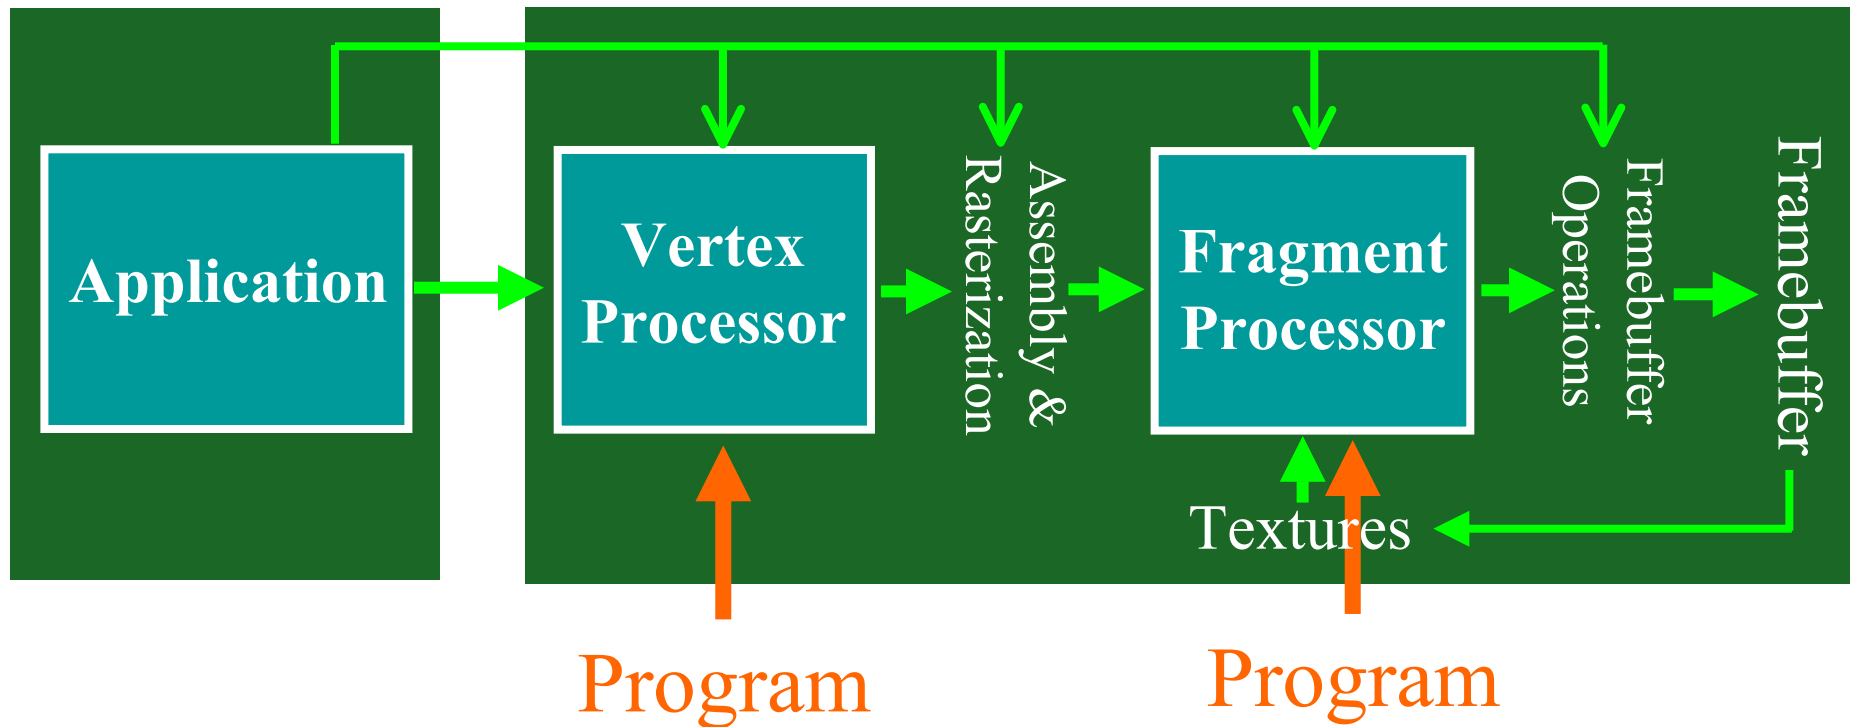 Application
Vertex
Processor
Assembly &
Rasterization
Fragment
Processor
Framebuffer
Operations
Framebuffer
Textures
Program
Program